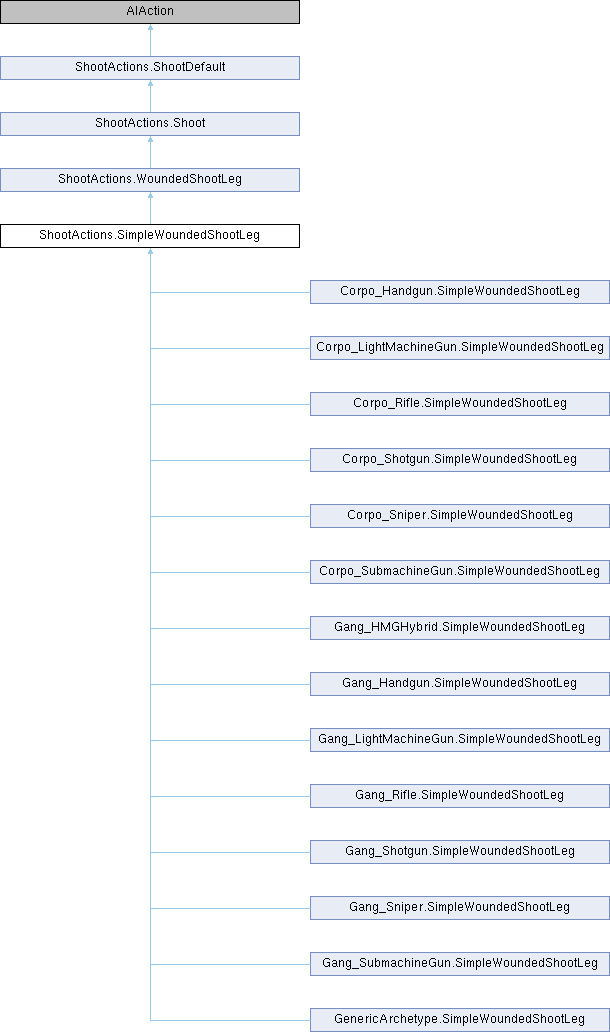 AIAction
ShootActions.ShootDefault
ShootActions.Shoot
ShootActions.WoundedShootLeg
ShootActions.SimpleWoundedShootLeg
Corpo_Handgun.SimpleWoundedShootLeg
Corpo_LightMachineGun.SimpleWoundedShootLeg
Corpo_Rifle.SimpleWoundedShootLeg
Corpo_Shotgun.SimpleWoundedShootLeg
Corpo_Sniper.SimpleWoundedShootLeg
Corpo_SubmachineGun.SimpleWoundedShootLeg
Gang_HMGHybrid.SimpleWoundedShootLeg
Gang_Handgun.SimpleWoundedShootLeg
Gang_LightMachineGun.SimpleWoundedShootLeg
Gang_Rifle.SimpleWoundedShootLeg
Gang_Shotgun.SimpleWoundedShootLeg
Gang_Sniper.SimpleWoundedShootLeg
Gang_SubmachineGun.SimpleWoundedShootLeg
GenericArchetype.SimpleWoundedShootLeg